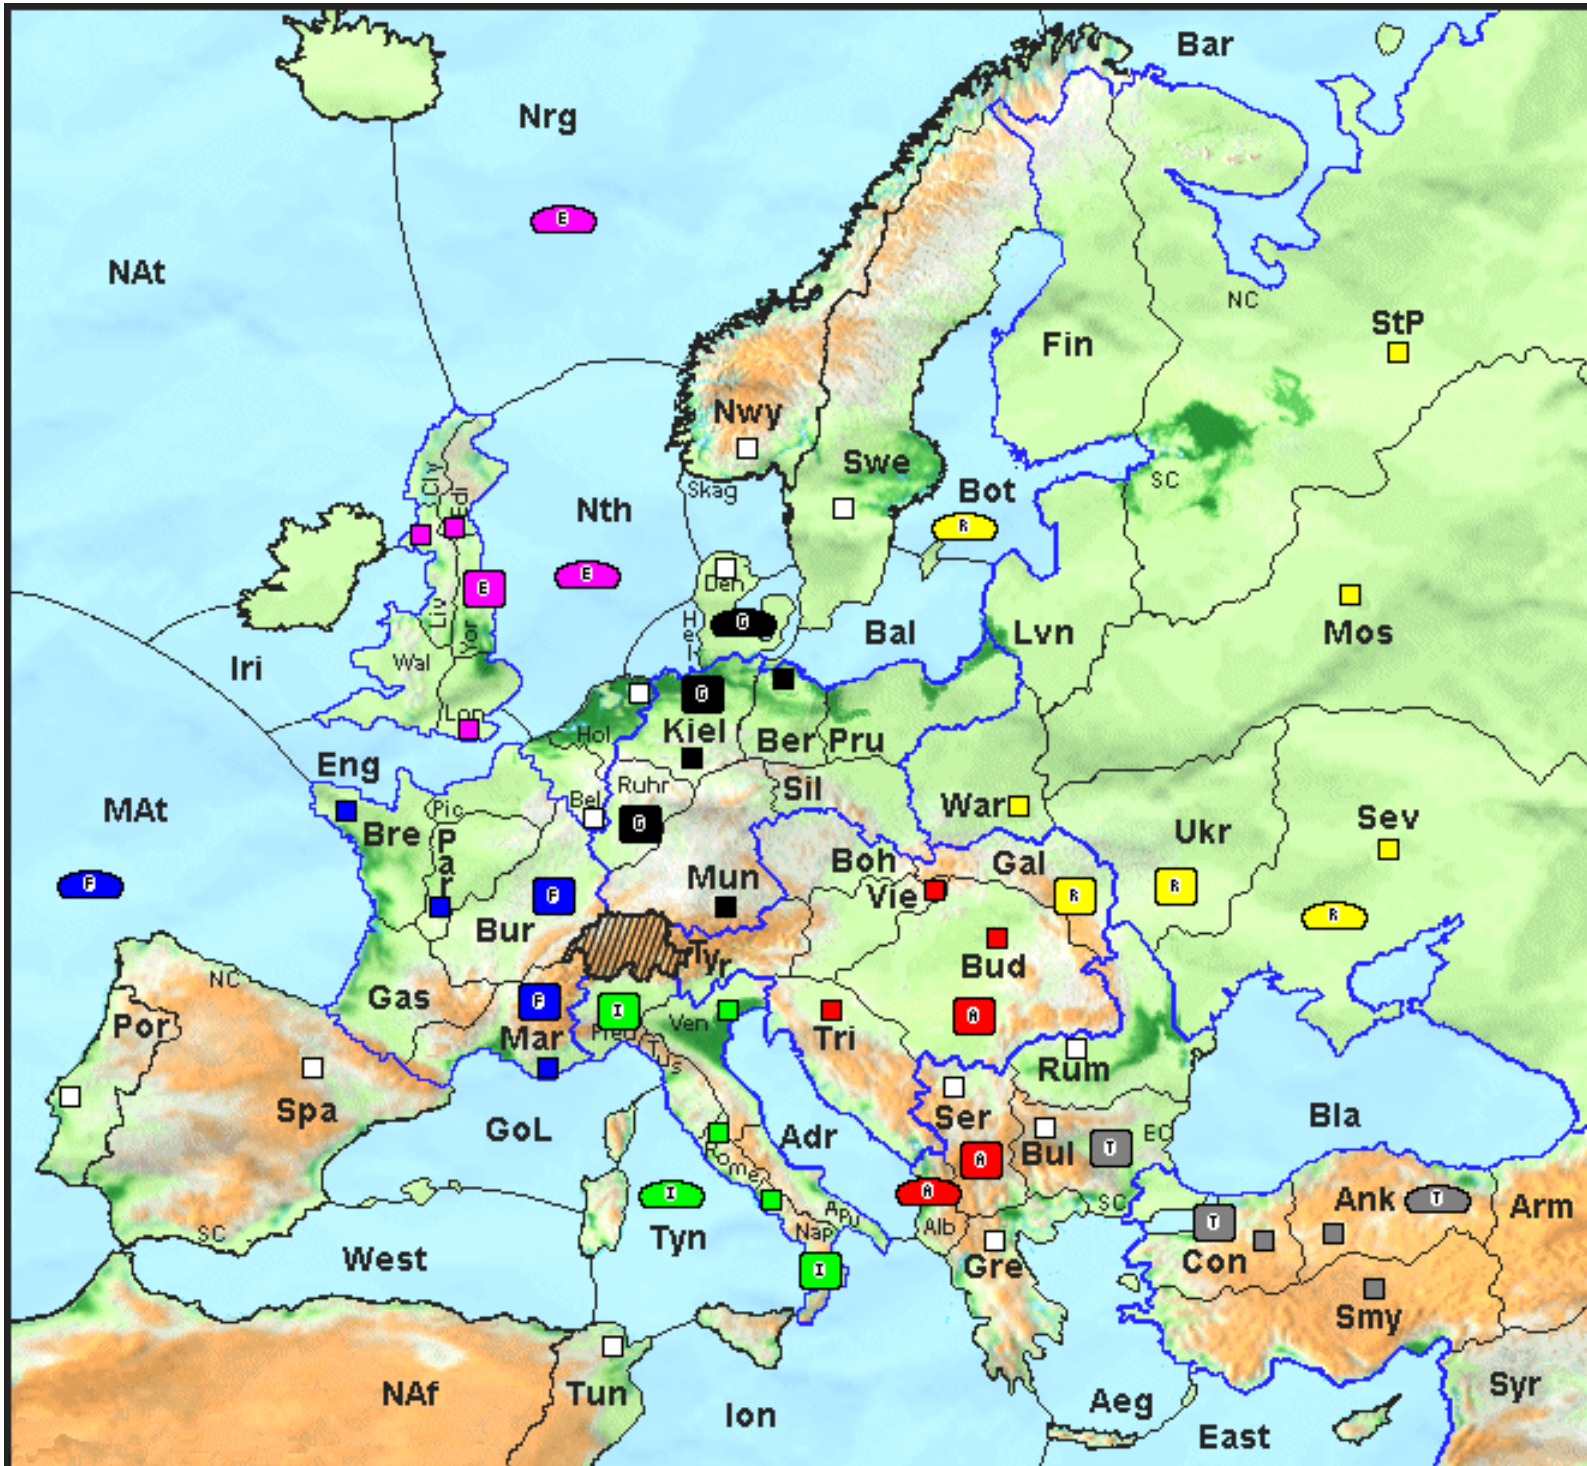 Bar
Nrg
E
NAt
NC
StP
Fin
Nwy
Swe
Cly
Edi
SC
Skag
Bot
Nth
R
E
Den
E
Mos
Hel
G
Bal
Lvn
Liv
Yor
Iri
Wal
G
Lon
Hol
Kiel
Ber
Pru
Eng
Ruhr
Sil
Bel
War
MAt
Pic
Bre
Par
G
Ukr
Sev
Boh
Gal
Mun
Vie
F
F
R
R
R
Bur
Tyr
Bud
NC
Gas
F
I
A
Por
Mar
Pied
Ven
Tri
Tus
Rum
Spa
Ser
GoL
Adr
Bla
Bul
EC
T
Rome
A
A
I
Ank
T
Arm
SC
Apu
Alb
SC
T
West
Tyn
Nap
Gre
Con
I
Smy
NAf
Tun
Ion
Aeg
Syr
East